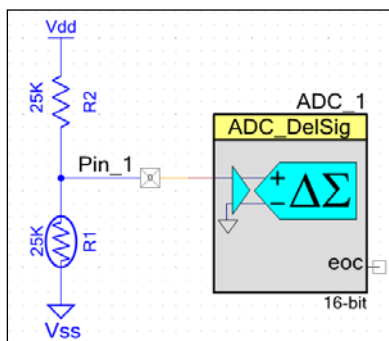 Vdd
25K
R2
ADC_1
ADC_DelSig
Pin_1
+
-
ΔΣ
25K
R1
eoc
Vss
16-bit